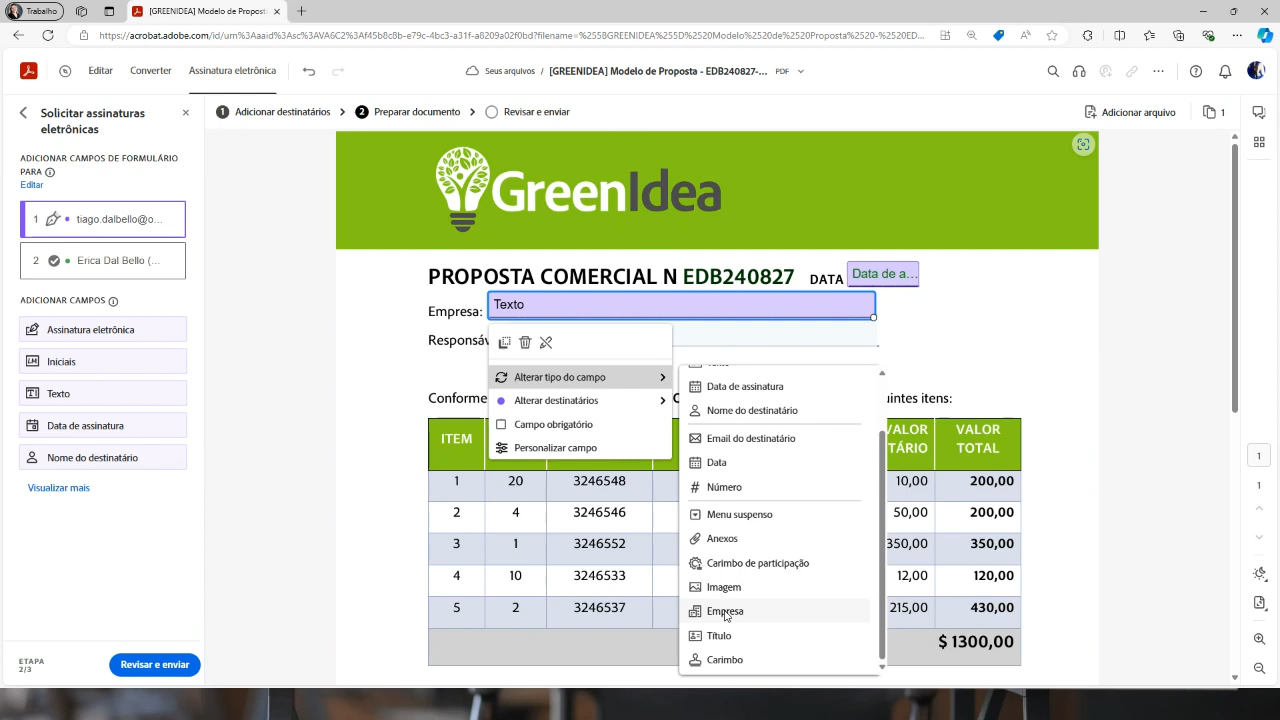 Trabalho
[GREENIDEA] Modelo de Propost
https://acrobat.adobe.com/id/urn%3Aaaid%3Asc%3AVA6C2%3Af45b8c8b-e79c-4bc3-a31f-a8209a02f0bd?filename=%255BGREENIDEA%255D%2520Modelo%2520de%2520Proposta%2520-%2520ED...
Editar
Converter
Assinatura eletrônica
Seus arquivos / [GREENIDEA] Modelo de Proposta - EDB240827-... PDF
Solicitar assinaturas
eletrônicas
1 Adicionar destinatários
2 Preparar documento
Revisar e enviar
Adicionar arquivo
1
ADICIONAR CAMPOS DE FORMULÁRIO
PARA
Editar
1 tiago.dalbello@o...
2 Erica Dal Bello (...
ADICIONAR CAMPOS
Assinatura eletrônica
Iniciais
Texto
Data de assinatura
Nome do destinatário
Visualizar mais
ETAPA
2/3
Revisar e enviar
GreenIdea
PROPOSTA COMERCIAL N EDB240827 DATA Data de a...
Empresa: Texto
Responsáv
Alterar tipo do campo
Alterar destinatários
Campo obrigatório
Personalizar campo
Data de assinatura
Nome do destinatário
Email do destinatário
Data
Número
Menu suspenso
Anexos
Carimbo de participação
Imagem
Empresa
Título
Carimbo
Conforme uintes itens:
ITEM VALOR VALOR
TÁRIO TOTAL
1 20 3246548 10,00 200,00
2 4 3246546 50,00 200,00
3 1 3246552 350,00 350,00
4 10 3246533 12,00 120,00
5 2 3246537 215,00 430,00
$ 1300,00
1
1